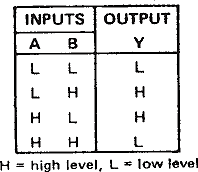 INPUTS OUTPUT
A B Y
L L L
L H H
H L H
H H L
H = high level, L = low level